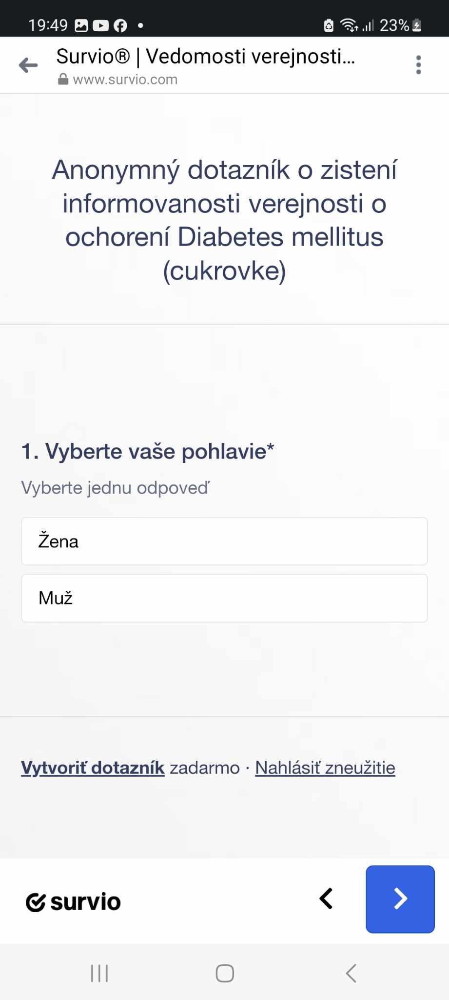 19:49
23%
Survio® | Vedomosti verejnosti...
www.survio.com
Anonymný dotazník o zistení
informovanosti verejnosti o
ochorení Diabetes mellitus
(cukrovke)
1. Vyberte vaše pohlavie*
Vyberte jednu odpoveď
Žena
Muž
Vytvoriť dotazník zadarmo · Nahlásiť zneužitie
survio